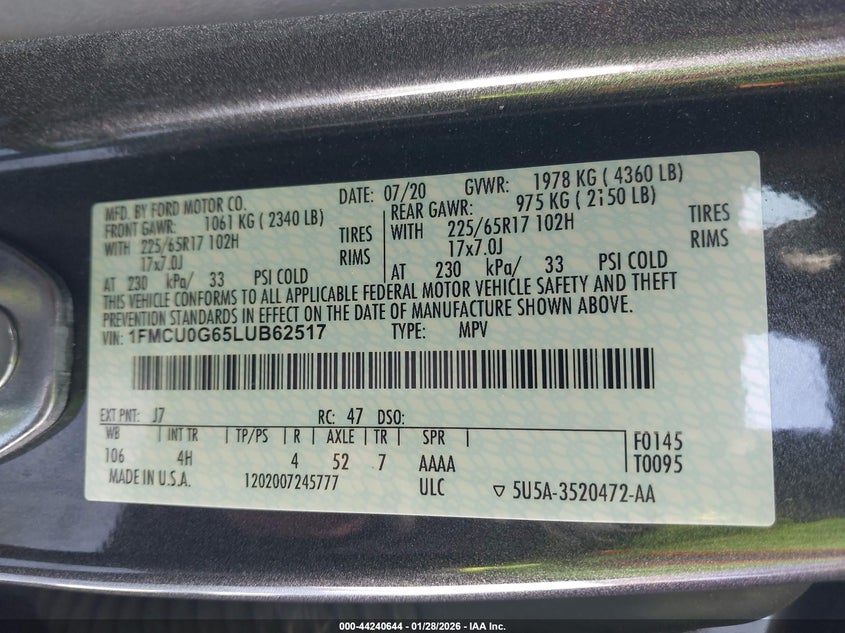 MFD. BY FORD MOTOR CO. DATE: 07/20 GVWR: 1978 KG ( 4360 LB)
FRONT GAWR: 1061 KG ( 2340 LB) REAR GAWR: 975 KG ( 2150 LB)
WITH 225/65R17 102H TIRES WITH 225/65R17 102H TIRES
17x7.0J RIMS 17x7.0J RIMS
AT 230 kPa/ 33 PSI COLD AT 230 kPa/ 33 PSI COLD
THIS VEHICLE CONFORMS TO ALL APPLICABLE FEDERAL MOTOR VEHICLE SAFETY AND THEFT
PREVENTION STANDARDS IN EFFECT ON THE DATE OF MANUFACTURE SHOWN ABOVE.
VIN: 1FMCU0G65LUB62517 TYPE: MPV
EXT PNT: J7 RC: 47 DSO:
WB INT TR TP/PS R AXLE TR SPR F0145
106 4H 4 52 7 AAAA T0095
MADE IN U.S.A. 1202007245777 ULC ▽ 5U5A-3520472-AA
000-44240644 | 01/28/2026 - IAA Inc.